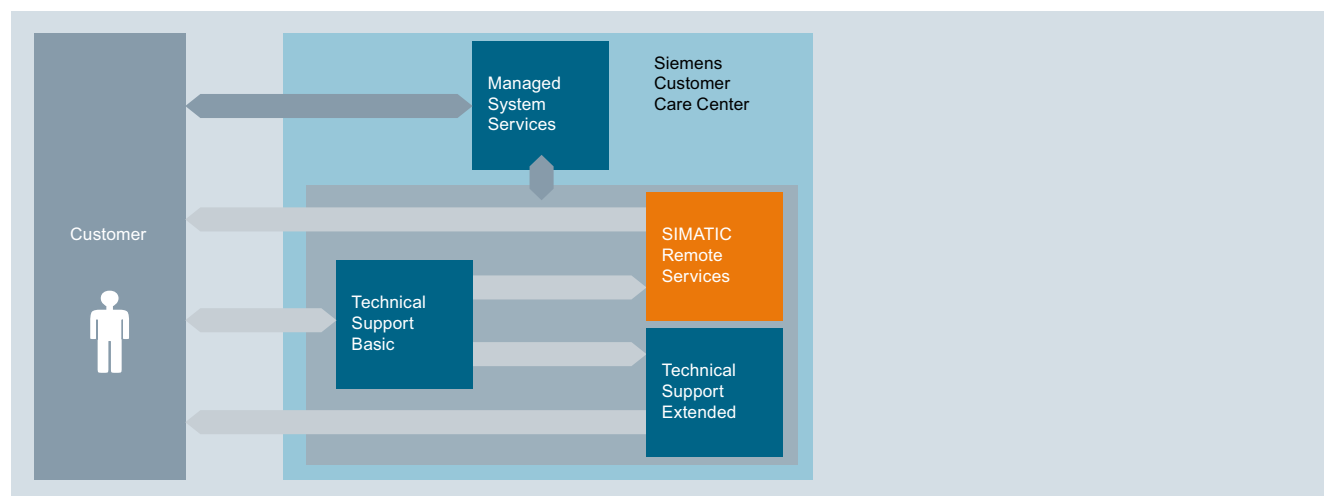 Managed
System
Services
Siemens
Customer
Care Center
Customer
SIMATIC
Remote
Services
Technical
Support
Basic
Technical
Support
Extended